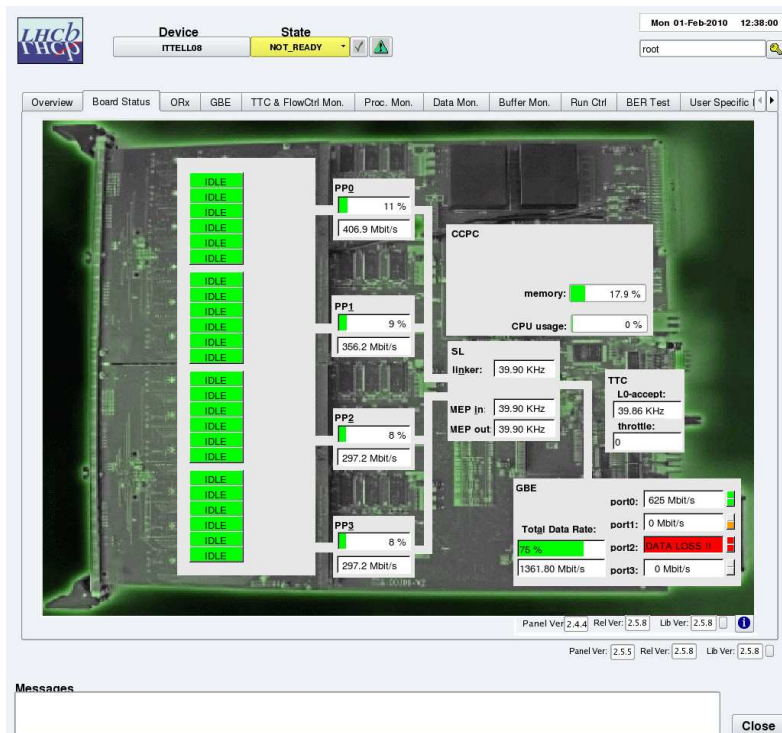 LHCb
Device
State
Mon 01-Feb-2010 12:38:00
ITTELL08
NOT_READY
root
Overview Board Status ORx GBE TTC & FlowCtrl Mon. Proc. Mon. Data Mon. Buffer Mon. Run Ctrl BER Test User Specific
IDLE
IDLE
IDLE
IDLE
IDLE
IDLE
PP0
11 %
406.9 Mbit/s
IDLE
IDLE
IDLE
IDLE
IDLE
IDLE
PP1
9 %
356.2 Mbit/s
IDLE
IDLE
IDLE
IDLE
IDLE
IDLE
PP2
8 %
297.2 Mbit/s
IDLE
IDLE
IDLE
IDLE
IDLE
IDLE
PP3
8 %
297.2 Mbit/s
CCPC
memory: 17.9 %
CPU usage: 0 %
SL
linker: 39.90 KHz
MEP in: 39.90 KHz
MEP out 39.90 KHz
TTC
L0-accept:
39.86 KHz
throttle:
0
GBE
Total Data Rate:
75 %
1361.80 Mbit/s
port0: 625 Mbit/s
port1: 0 Mbit/s
port2: DATA LOSS !!
port3: 0 Mbit/s
Panel Ver 2.4.4 Rel Ver: 2.5.8 Lib Ver: 2.5.8
Panel Ver: 2.5.5 Rel Ver: 2.5.8 Lib Ver: 2.5.8
Messages
Close